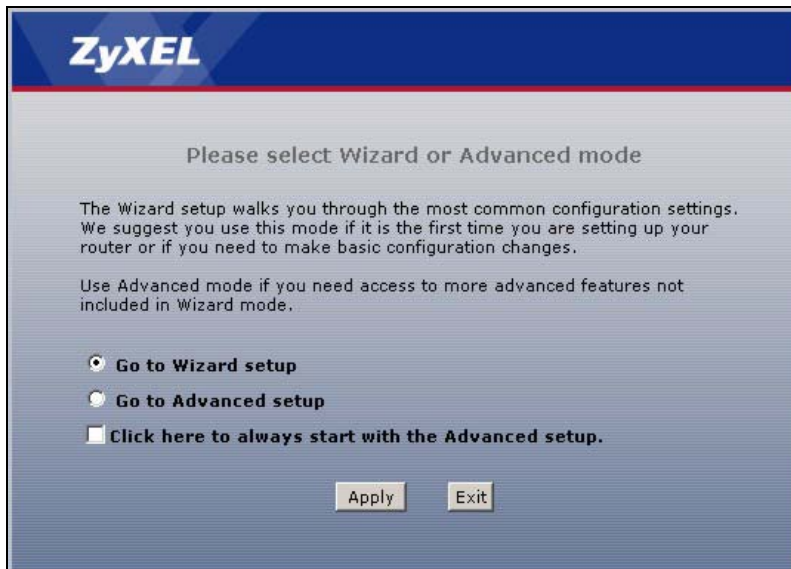 ZyXEL
Please select Wizard or Advanced mode
The Wizard setup walks you through the most common configuration settings.
We suggest you use this mode if it is the first time you are setting up your
router or if you need to make basic configuration changes.
Use Advanced mode if you need access to more advanced features not
included in Wizard mode.
Go to Wizard setup
Go to Advanced setup
Click here to always start with the Advanced setup.
Apply Exit